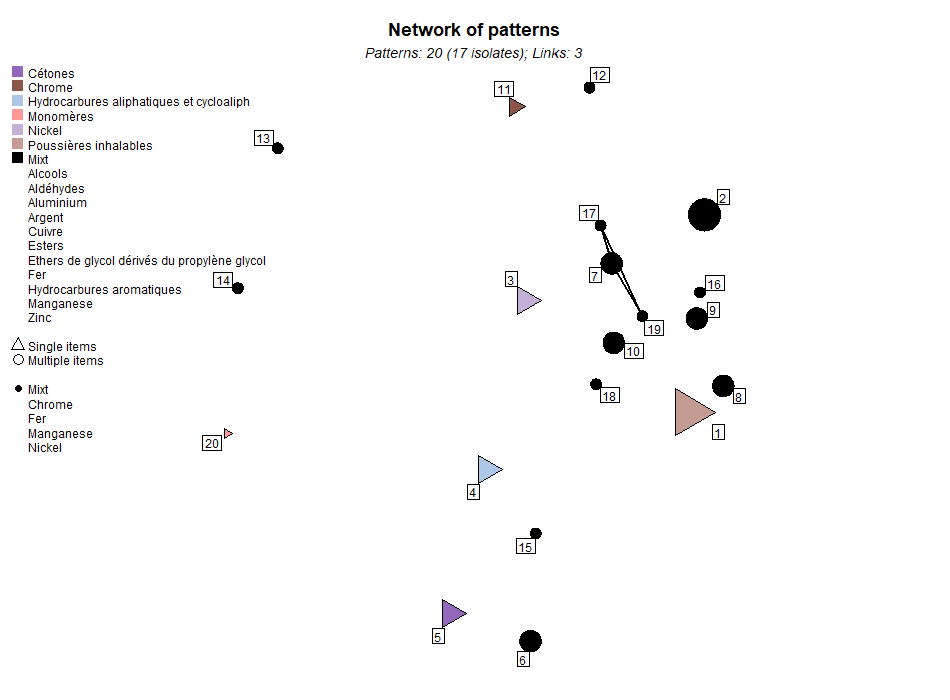 Network of patterns
Patterns: 20 (17 isolates); Links: 3
Cétones
Chrome
Hydrocarbures aliphatiques et cycloaliph
Monomères
Nickel
Poussières inhalables
Mixt
Alcools
Aldéhydes
Aluminium
Argent
Cuivre
Esters
Ethers de glycol dérivés du propylène glycol
Fer
Hydrocarbures aromatiques
Manganese
Zinc
Single items
Multiple items
Mixt
Chrome
Fer
Manganese
Nickel
12
11
13
2
17
7
3
14
16
9
19
10
18
8
1
20
4
15
5
6